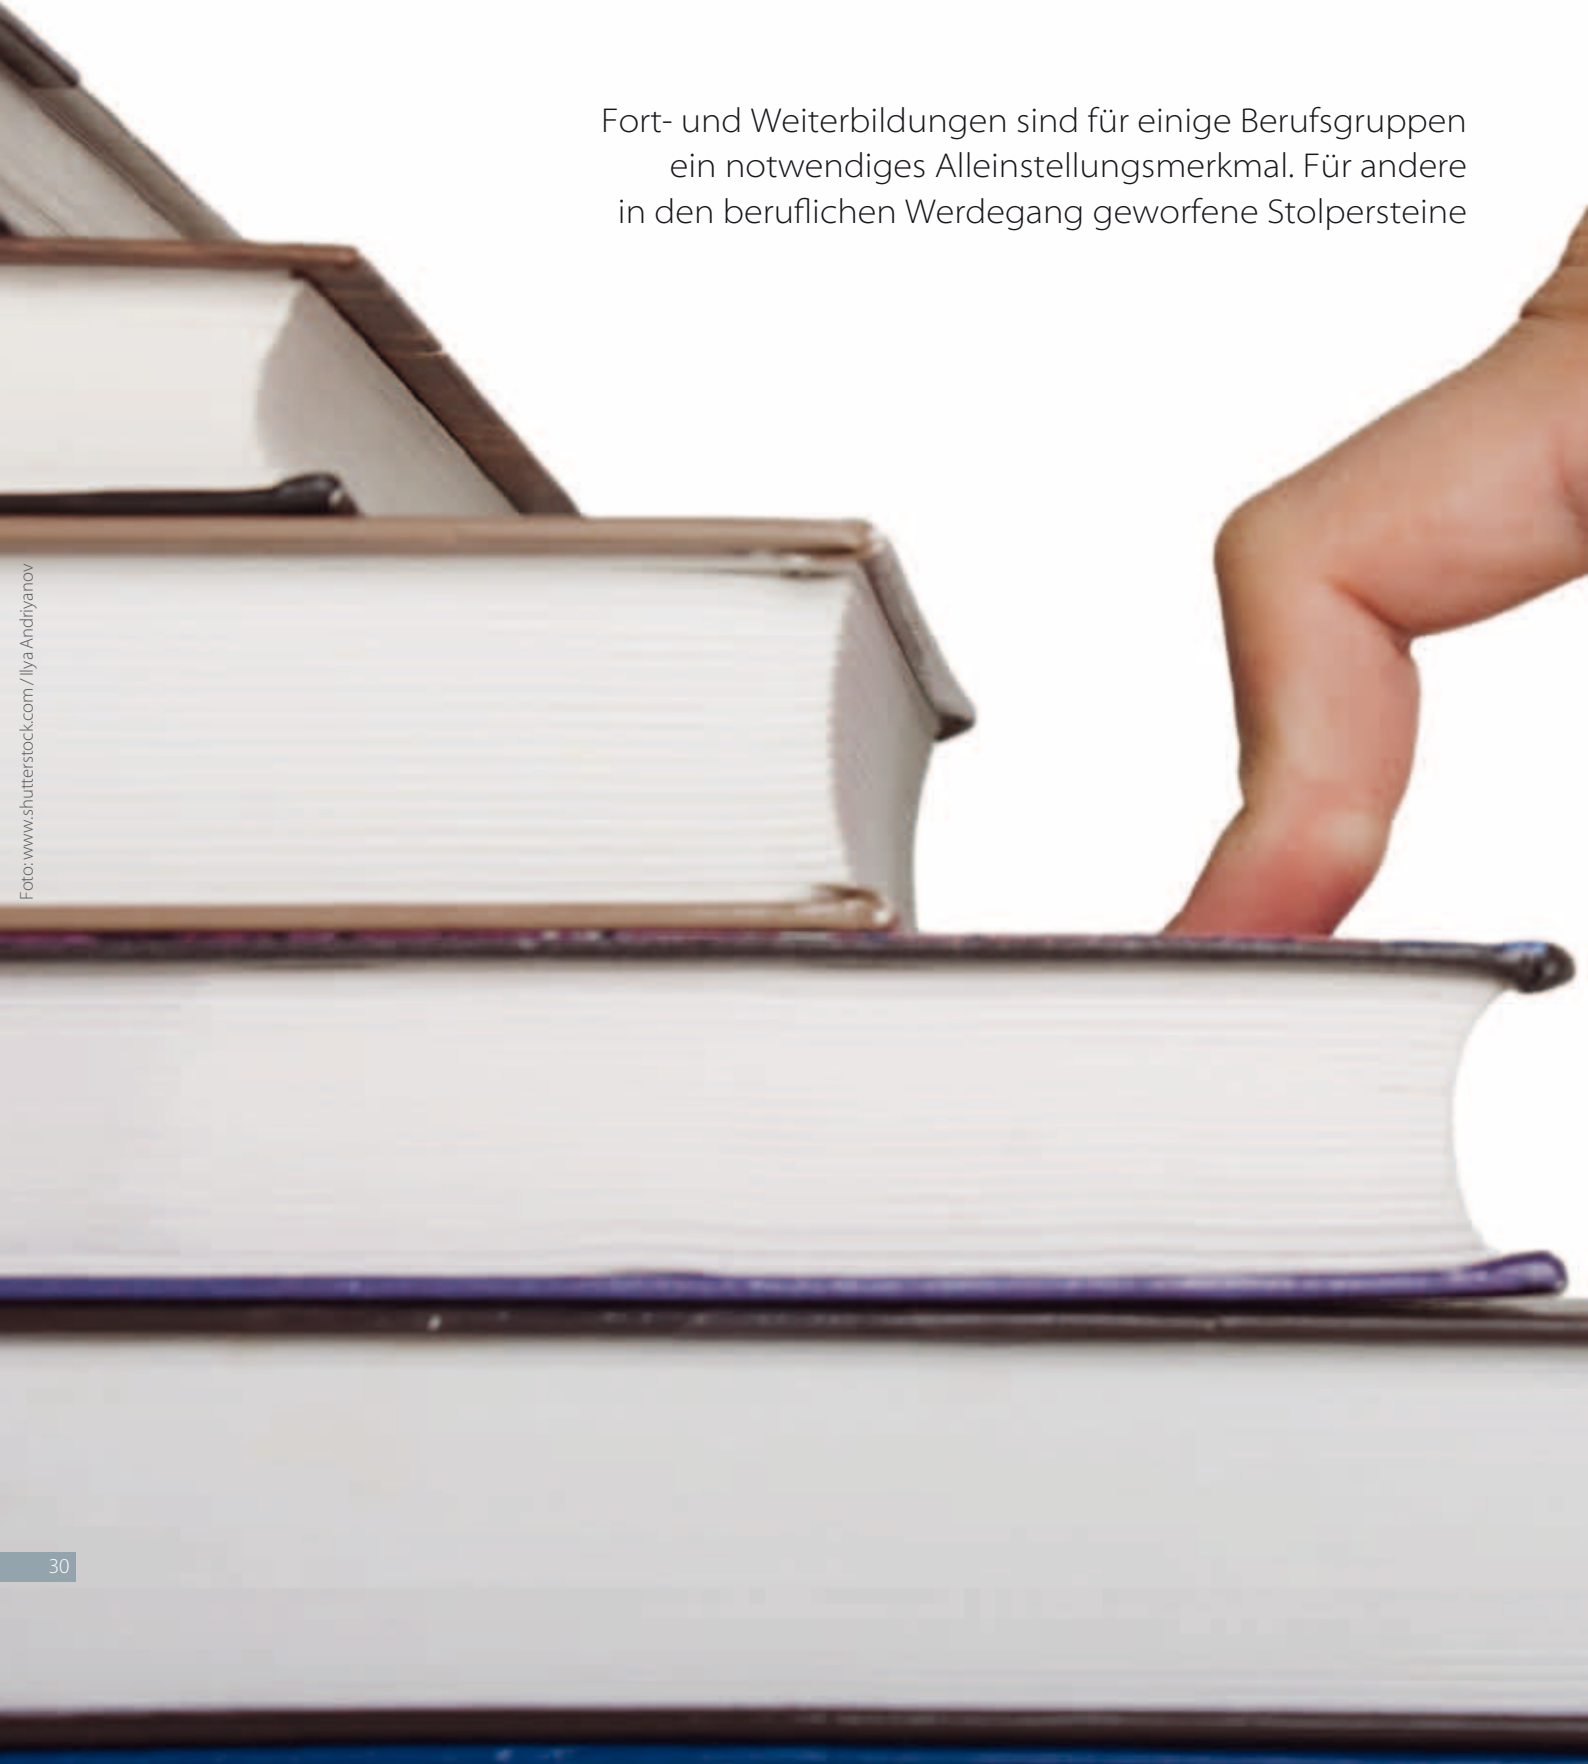 Fort- und Weiterbildungen sind für einige Berufsgruppen
ein notwendiges Alleinstellungsmerkmal. Für andere
in den beruflichen Werdegang geworfene Stolpersteine
Foto: www.shutterstock.com / Ilya Andriyanov
30